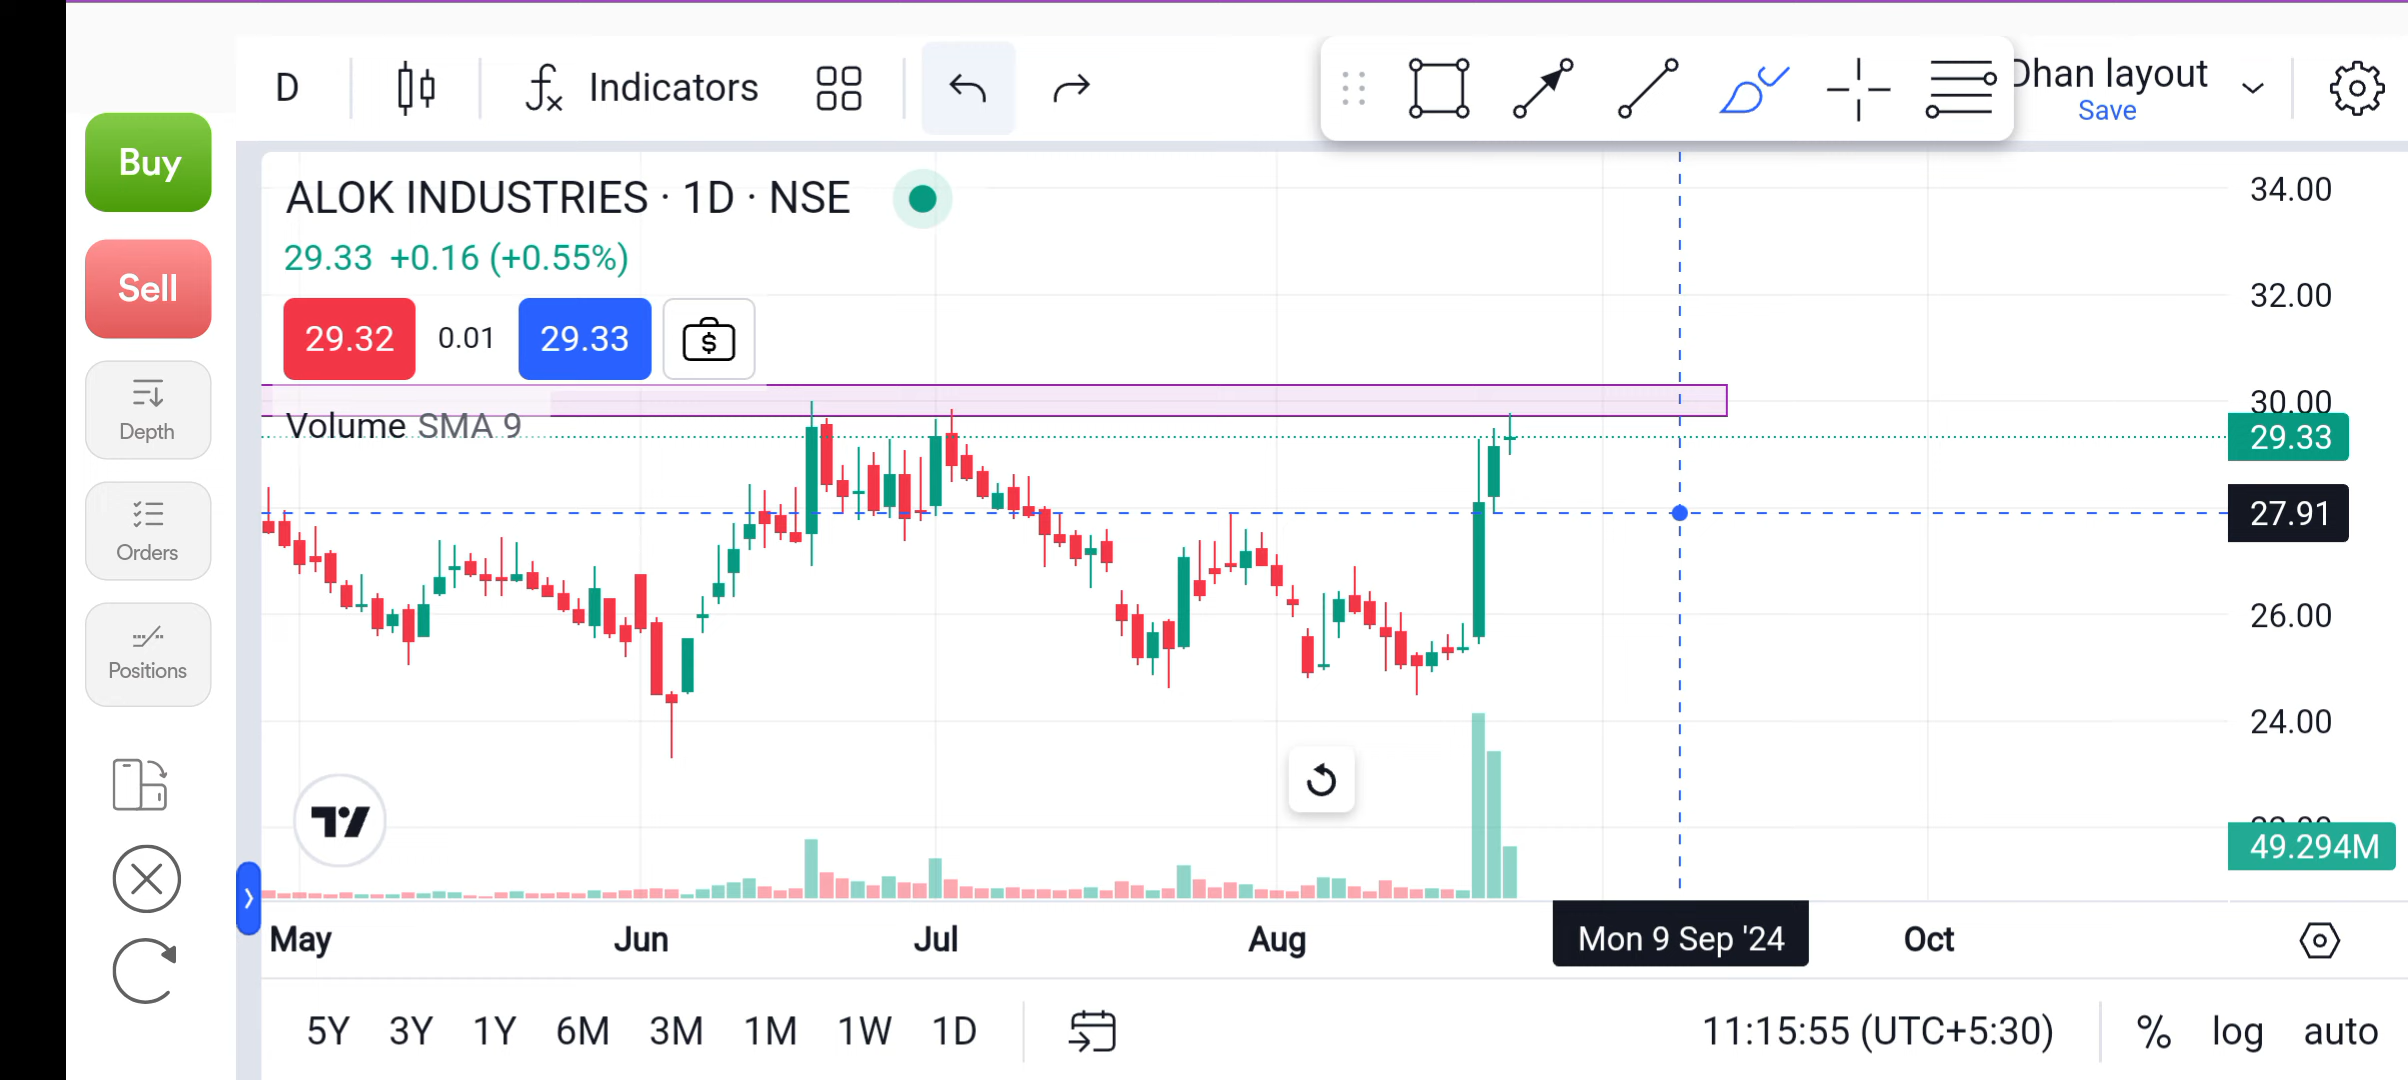 D
Indicators
Dhan layout
Save
Buy
Sell
Depth
Orders
Positions
ALOK INDUSTRIES · 1D · NSE
29.33 +0.16 (+0.55%)
29.32 0.01 29.33
Volume SMA 9
34.00
32.00
30.00
29.33
27.91
26.00
24.00
49.294M
May Jun Jul Aug Mon 9 Sep '24 Oct
5Y 3Y 1Y 6M 3M 1M 1W 1D
11:15:55 (UTC+5:30) % log auto